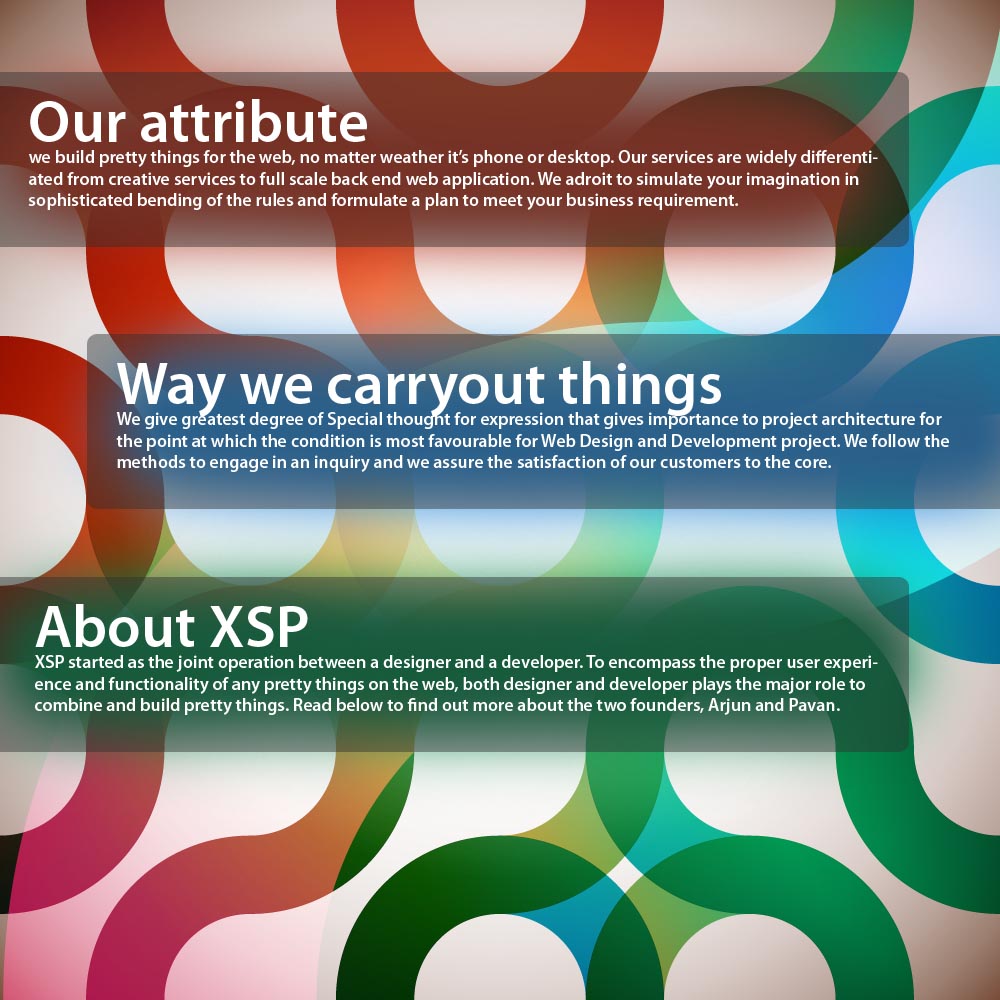 Our attribute
we build pretty things for the web, no matter weather it's phone or desktop. Our services are widely differenti-
ated from creative services to full scale back end web application. We adroit to simulate your imagination in
sophisticated bending of the rules and formulate a plan to meet your business requirement.
Way we carryout things
We give greatest degree of Special thought for expression that gives importance to project architecture for
the point at which the condition is most favourable for Web Design and Development project. We follow the
methods to engage in an inquiry and we assure the satisfaction of our customers to the core.
About XSP
XSP started as the joint operation between a designer and a developer. To encompass the proper user experi-
ence and functionality of any pretty things on the web, both designer and developer plays the major role to
combine and build pretty things. Read below to find out more about the two founders, Arjun and Pavan.